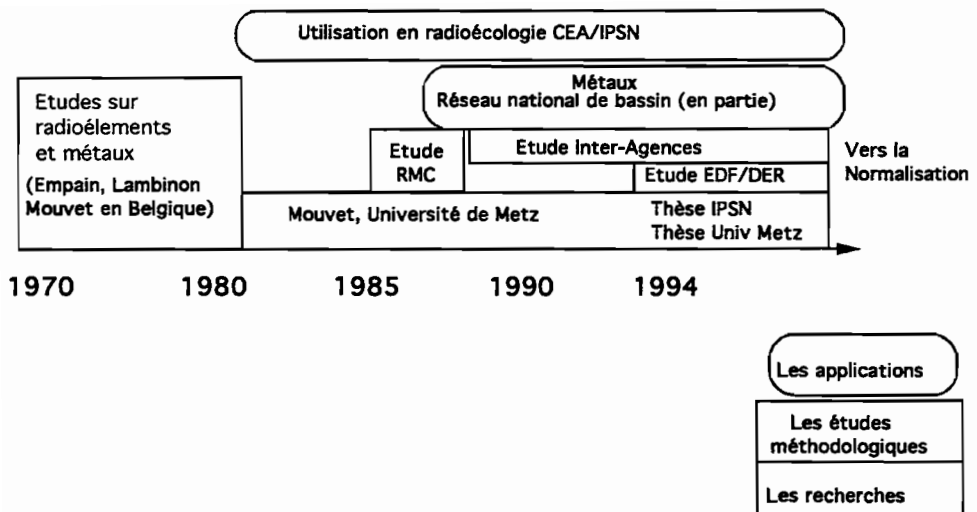 Utilisation en radioécologie CEA/IPSN
Métaux
Réseau national de bassin (en partie)
Etudes sur
radioélements
et métaux
(Empain, Lambinon
Mouvet en Belgique)
Etude
RMC
Etude Inter-Agences
Etude EDF/DER
Vers la
Normalisation
Mouvet, Université de Metz
Thèse IPSN
Thèse Univ Metz
1970 1980 1985 1990 1994
Les applications
Les études
méthodologiques
Les recherches